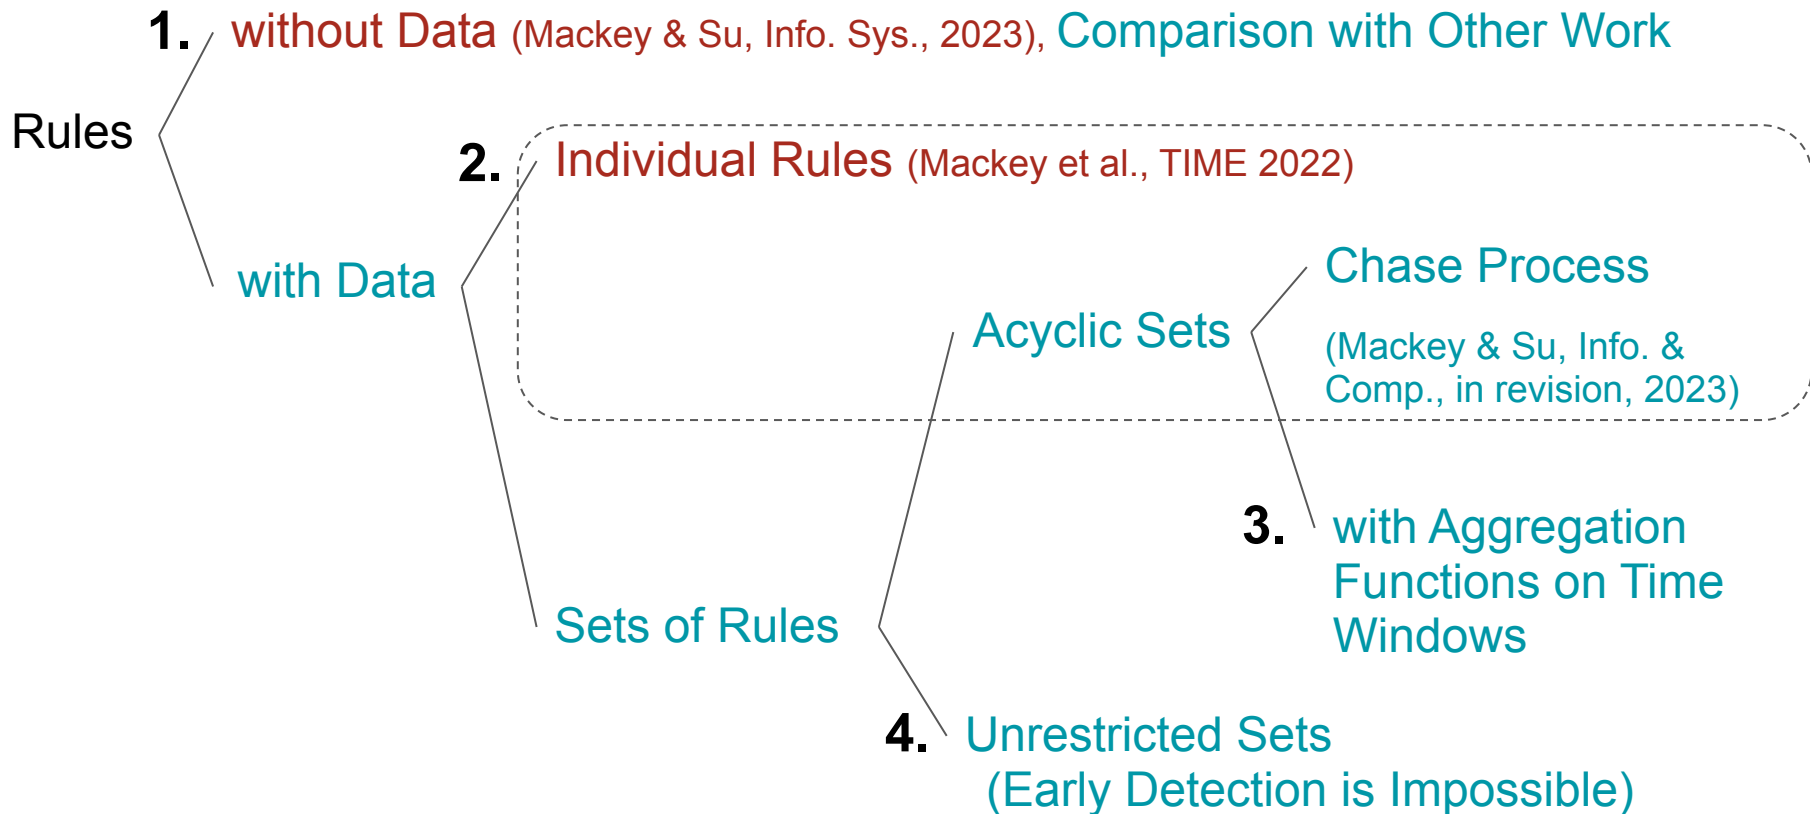 1. without Data (Mackey & Su, Info. Sys., 2023), Comparison with Other Work
Rules
2. Individual Rules (Mackey et al., TIME 2022)
with Data
Chase Process
Acyclic Sets
(Mackey & Su, Info. &
Comp., in revision, 2023)
3. with Aggregation
Functions on Time
Windows
Sets of Rules
4. Unrestricted Sets
(Early Detection is Impossible)